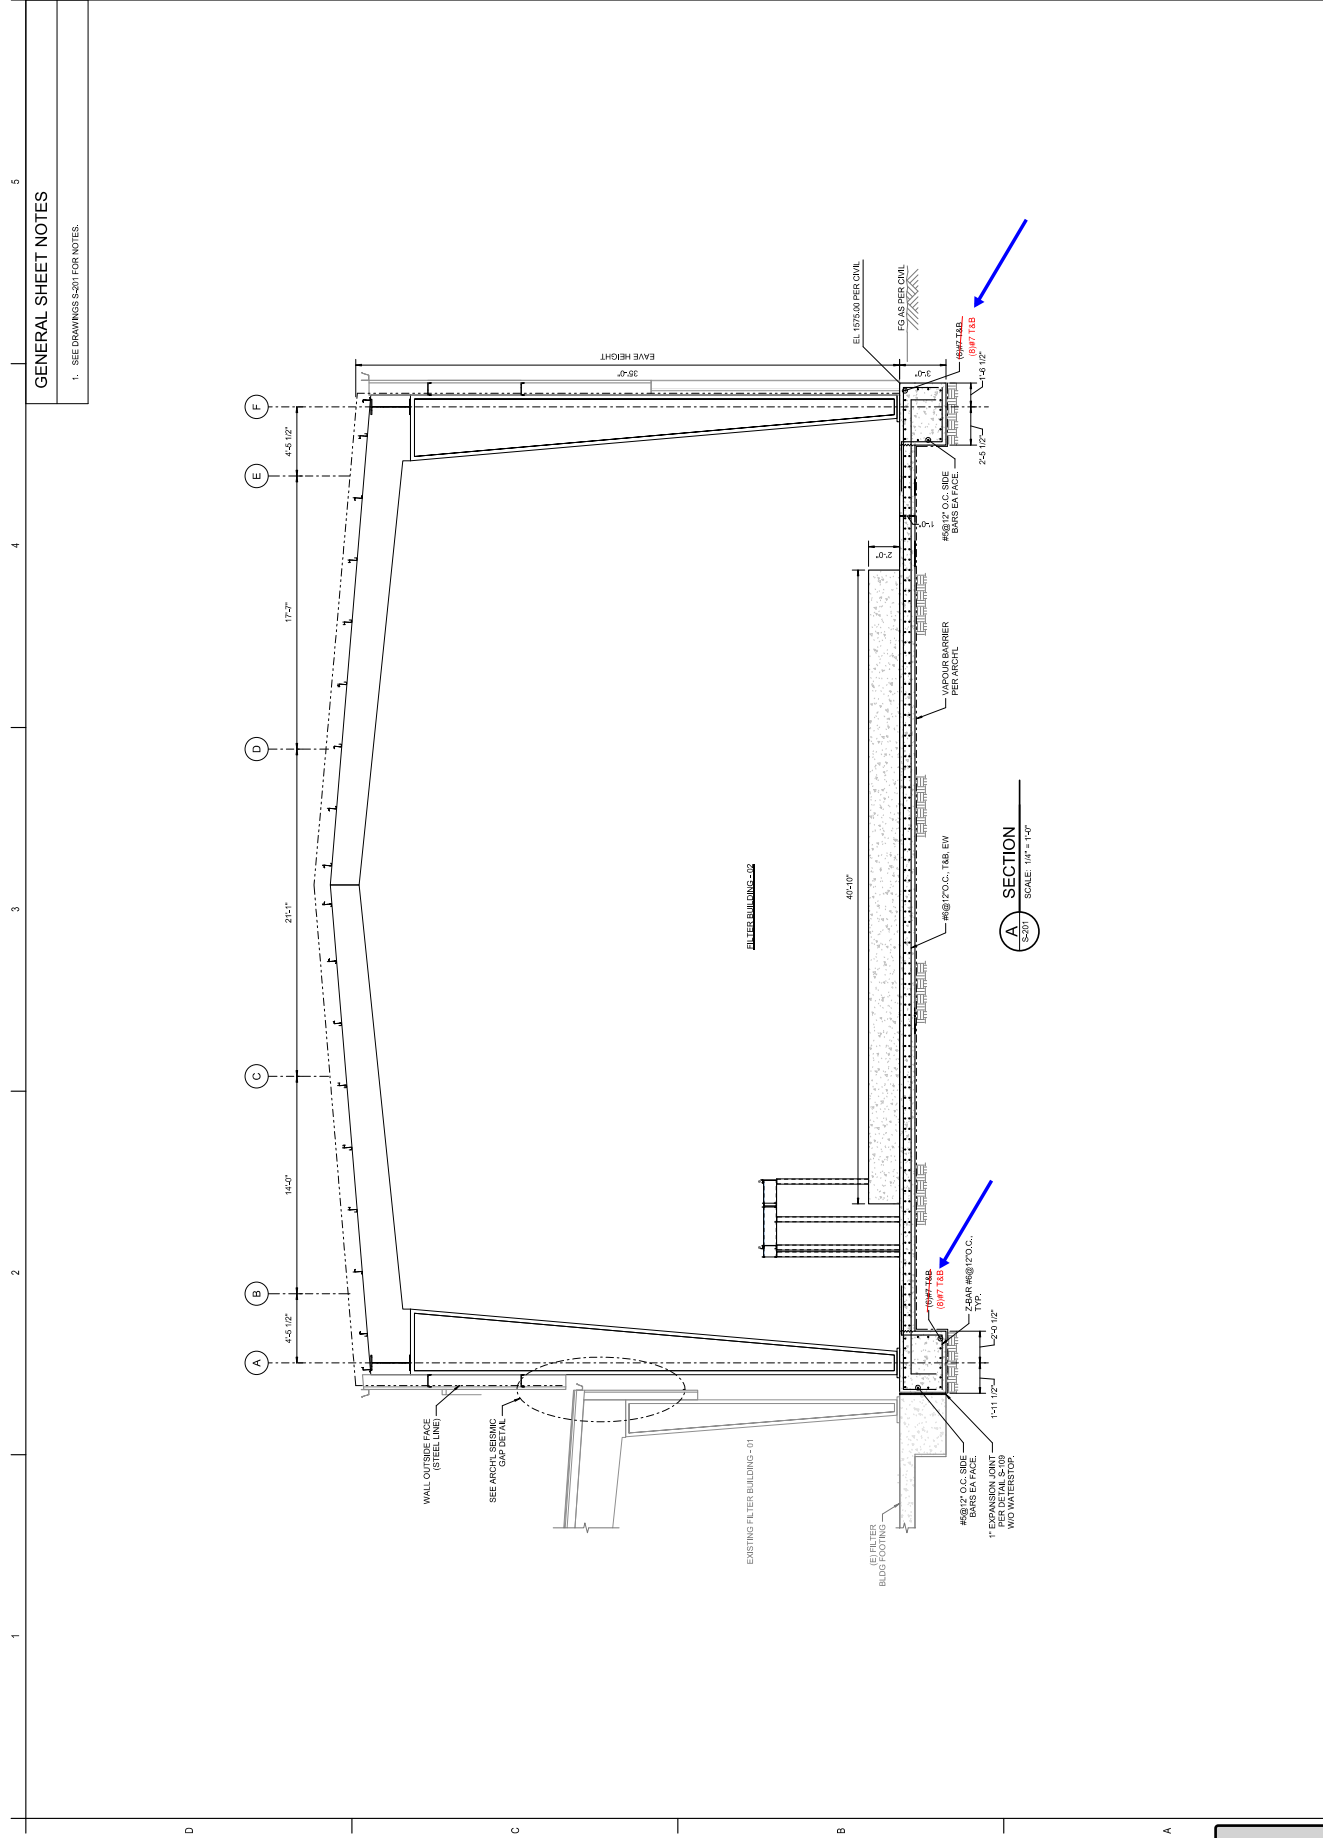 GENERAL SHEET NOTES
1. SEE DRAWINGS S-201 FOR NOTES.
1
2
3
4
5
D
C
B
A
A
B
C
D
E
F
4'-5 1/2"
14'-0"
21'-1"
17'-7"
4'-5 1/2"
WALL OUTSIDE FACE
(STEEL LINE)
SEE ARCH'L SEISMIC
GAP DETAIL
35'-0"
EAVE HEIGHT
EXISTING FILTER BUILDING - 01
FILTER BUILDING - 02
40'-10"
2'-0"
1'-0"
3'-0"
EL 1575.00 PER CIVIL
FG AS PER CIVIL
(E) FILTER
BLDG FOOTING
(6)#7 T&B
(8)#7 T&B
Z-BAR #6@12"O.C.,
TYP.
#5@12" O.C. SIDE
BARS EA FACE.
1" EXPANSION JOINT
PER DETAIL S-109
W/O WATERSTOP.
1'-11 1/2"
2'-0 1/2"
#6@12"O.C., T&B, EW
VAPOUR BARRIER
PER ARCH'L
#5@12" O.C. SIDE
BARS EA FACE.
(6)#7 T&B
(8)#7 T&B
2'-5 1/2"
1'-6 1/2"
A
S-201
SECTION
SCALE: 1/4" = 1'-0"